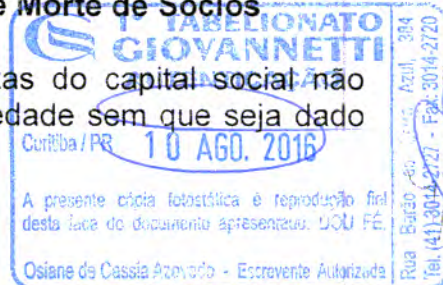 e Morte de Sócios
1º TABELIONATO
GIOVANNETTI
tas do capital social não
edade sem que seja dado
Curitiba / PR
10 AGO. 2016
A presente cópia fotostática é reprodução fiel
desta face do documento apresentado. DOU FÉ.
Osiane de Cassia Azevedo - Escrevente Autorizada
Rua Barão do Azul, 384
Tel. (41) 3014-2727 - Fax: 3014-2720